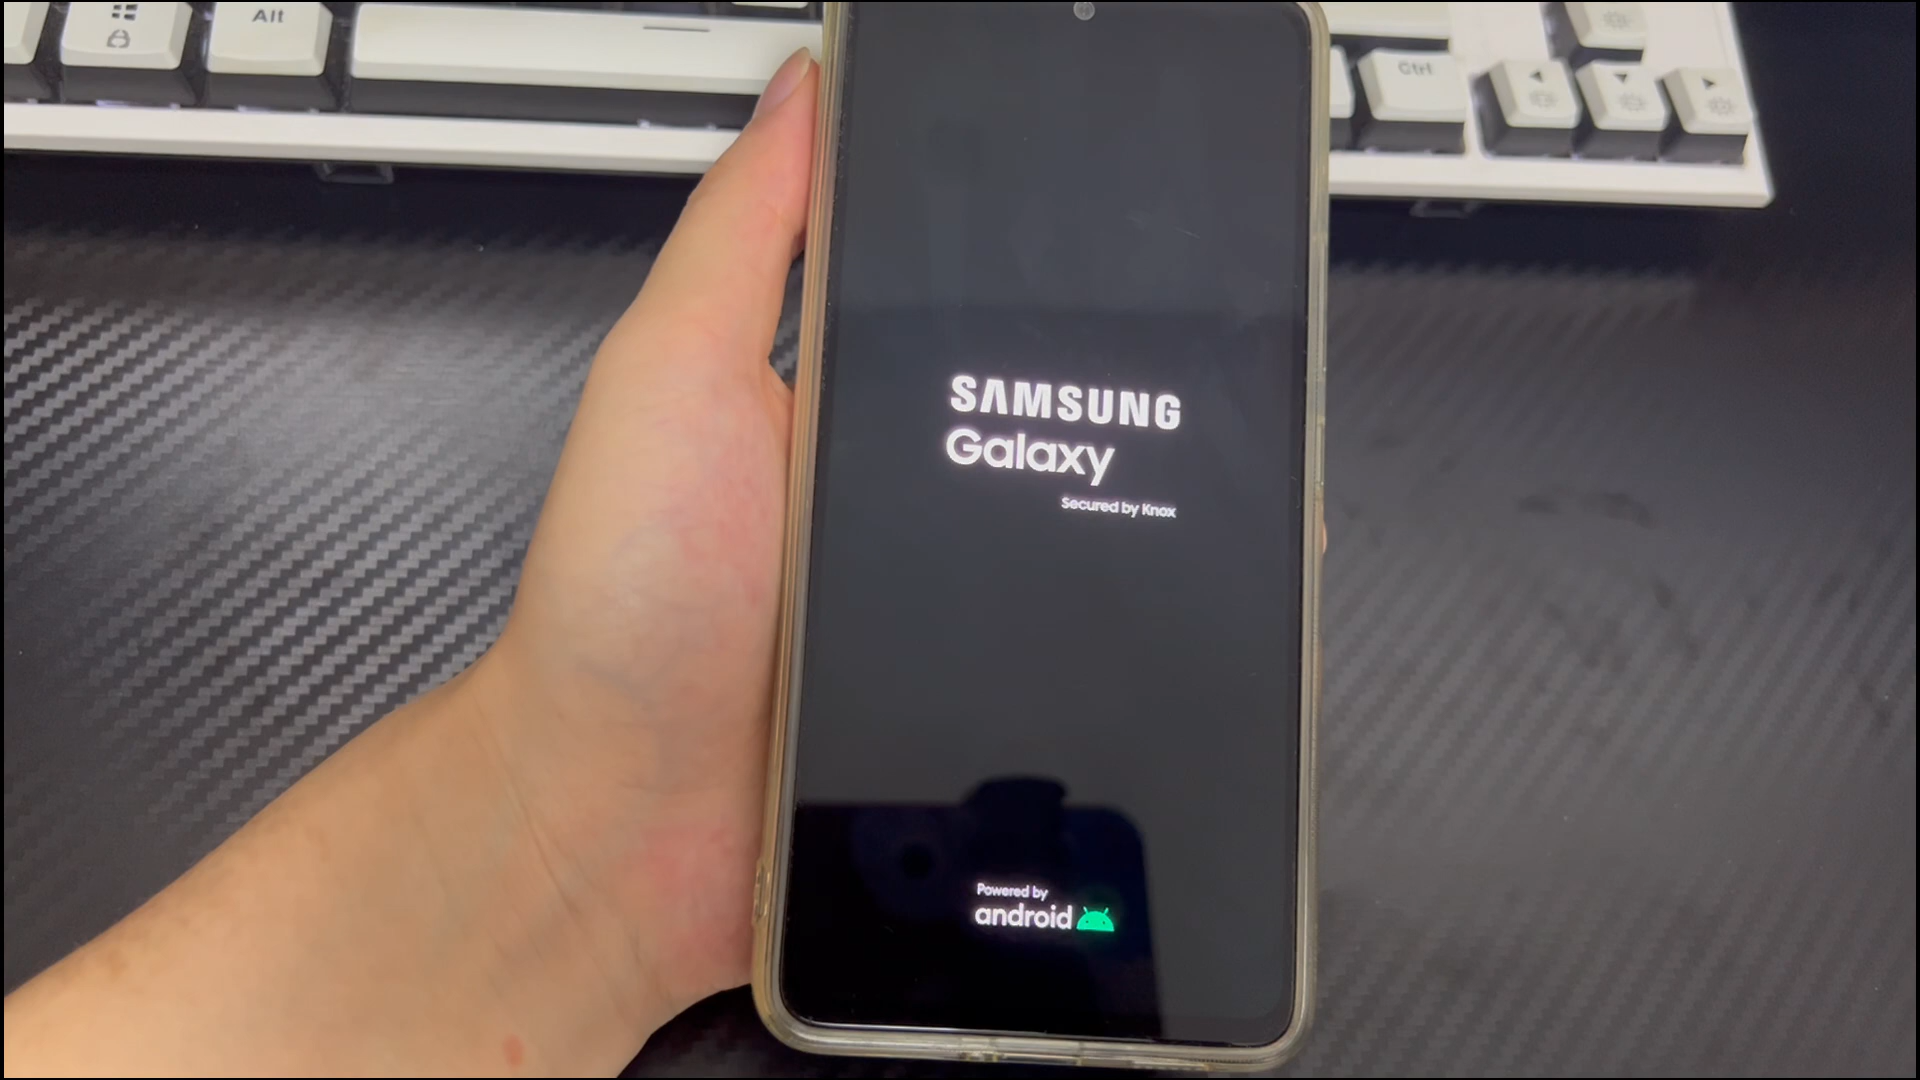 Alt
Ctrl
SAMSUNG
Galaxy
Secured by Knox
Powered by
android